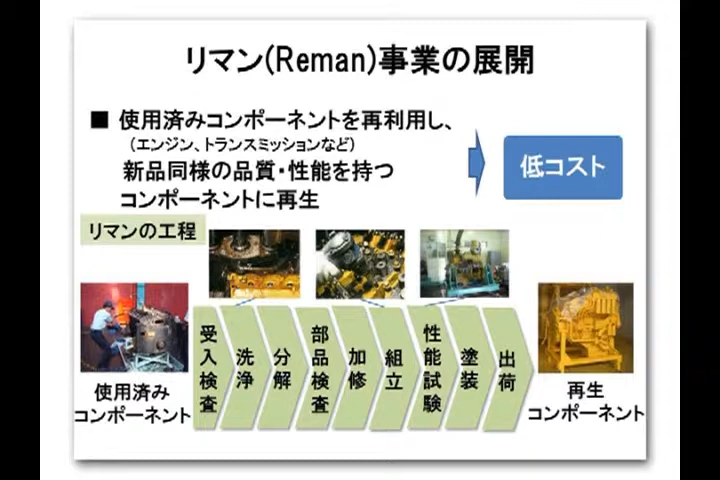 リマン(Reman)事業の展開
■ 使用済みコンポーネントを再利用し、
（エンジン、トランスミッションなど）
新品同様の品質・性能を持つ
コンポーネントに再生
低コスト
リマンの工程
使用済み
コンポーネント
受入検査
洗浄
分解
部品検査
加修
組立
性能試験
塗装
出荷
再生
コンポーネント